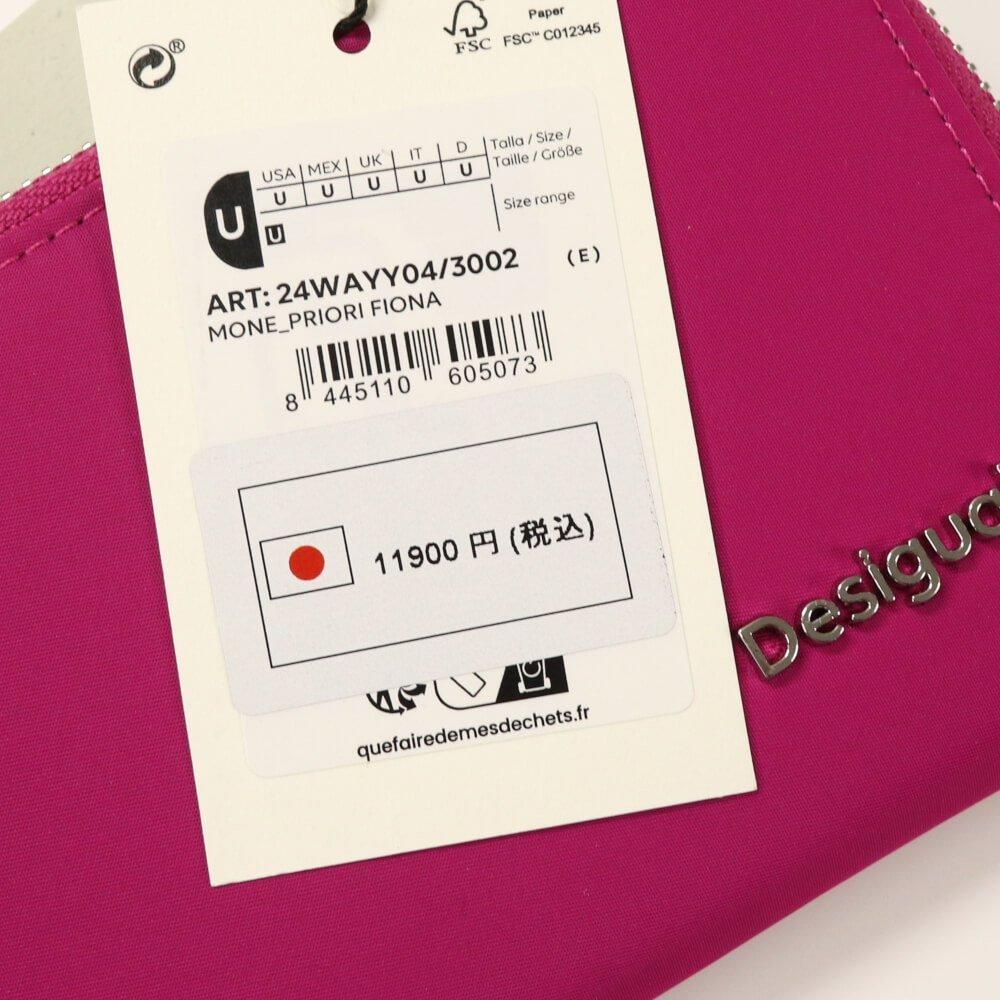 ®
Paper
FSC
FSC™ C012345
USA MEX UK IT D
U U U U U
Talla / Size /
Taille / Größe
U
U
Size range
ART: 24WAYY04/3002
(E)
MONE_PRIORI FIONA
8 445110 605073
11900 円 (税込)
quefairedemesdechets.fr
Desigual